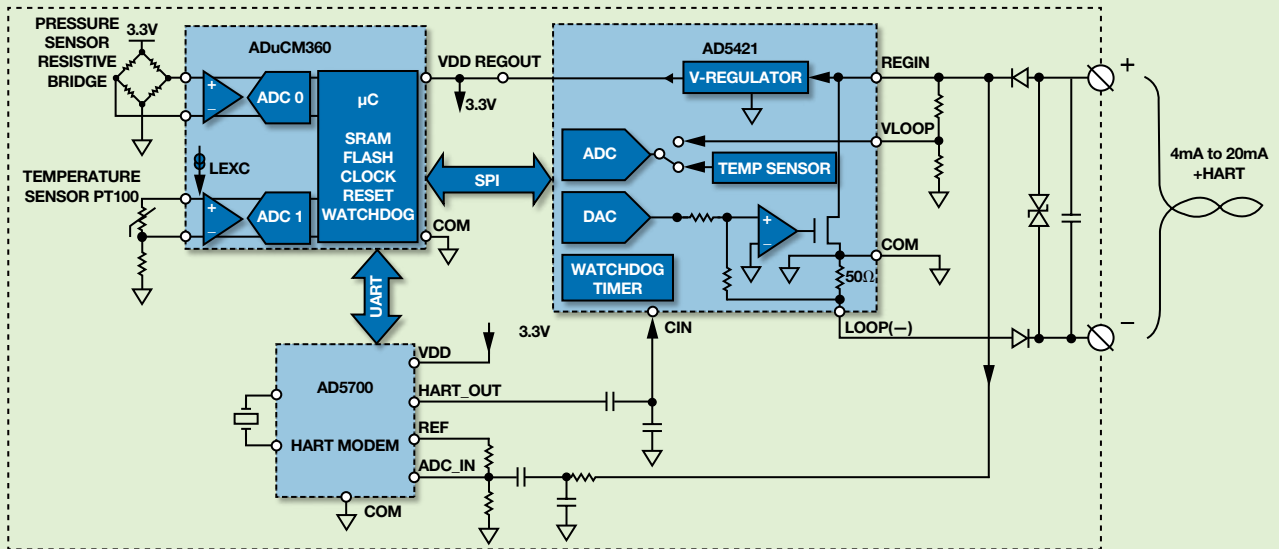 PRESSURE
SENSOR
RESISTIVE
BRIDGE
3.3V
ADuCM360
ADC 0
µC
SRAM
FLASH
CLOCK
RESET
WATCHDOG
LEXC
TEMPERATURE
SENSOR PT100
ADC 1
VDD
REGOUT
3.3V
COM
SPI
UART
AD5421
V-REGULATOR
REGIN
VLOOP
ADC
TEMP SENSOR
DAC
WATCHDOG
TIMER
COM
50Ω
CIN
LOOP(–)
+
–
+
–
+
–
+
–
4mA to 20mA
+HART
3.3V
VDD
AD5700
HART_OUT
REF
HART MODEM
ADC_IN
COM